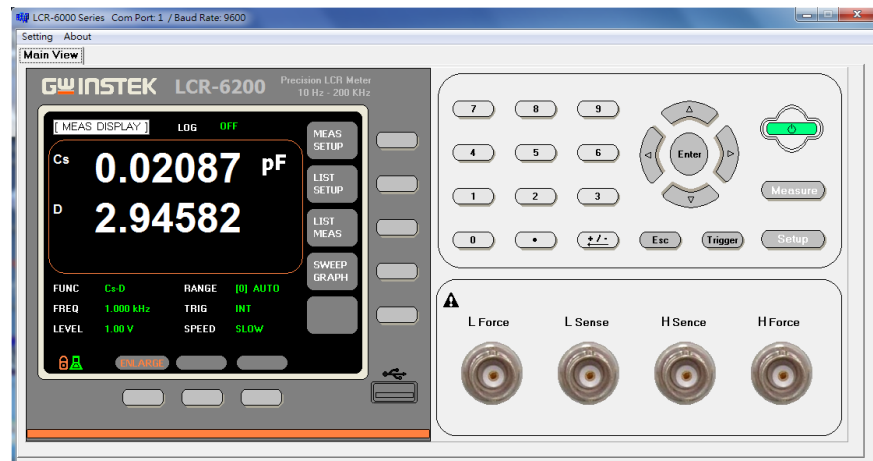 LCR-6000 Series Com Port: 1 / Baud Rate: 9600
Setting About
Main View
GW INSTEK LCR-6200 Precision LCR Meter
10 Hz - 200 KHz
[ MEAS DISPLAY ] LOG OFF
Cs 0.02087 pF
D 2.94582
FUNC Cs-D RANGE [0] AUTO
FREQ 1.000 kHz TRIG INT
LEVEL 1.00 V SPEED SLOW
ENLARGE
MEAS
SETUP
LIST
SETUP
LIST
MEAS
SWEEP
GRAPH
7 8 9
4 5 6
1 2 3
0 • +/-
Enter
Esc Trigger
Measure
Setup
L Force L Sense H Sence H Force